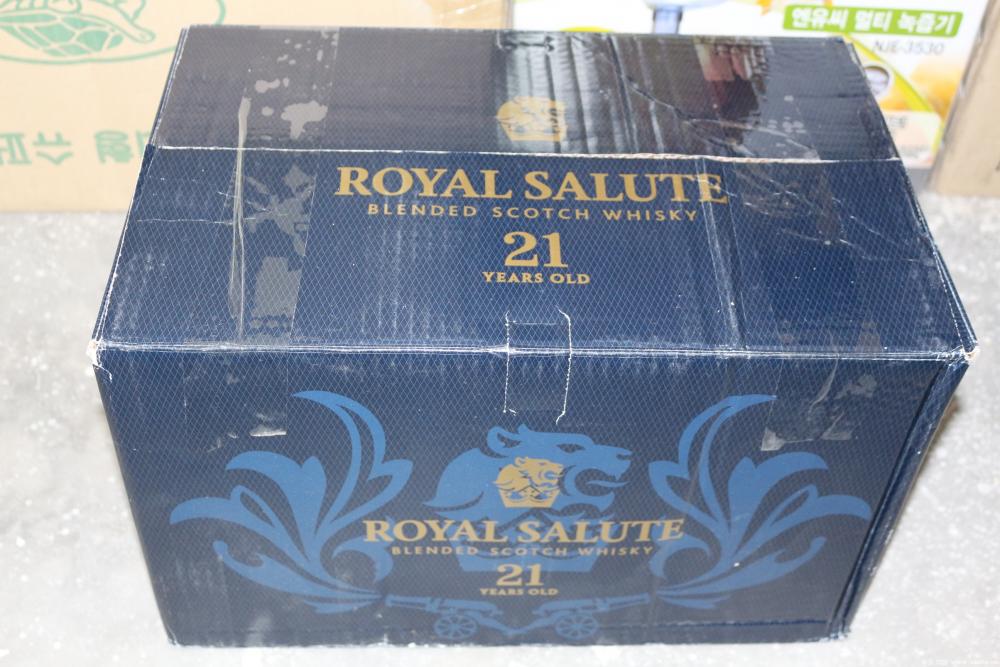 엔유씨 멀티 녹즙기
NJE-3530
ROYAL SALUTE
BLENDED SCOTCH WHISKY
21
YEARS OLD
ROYAL SALUTE
BLENDED SCOTCH WHISKY
21
YEARS OLD